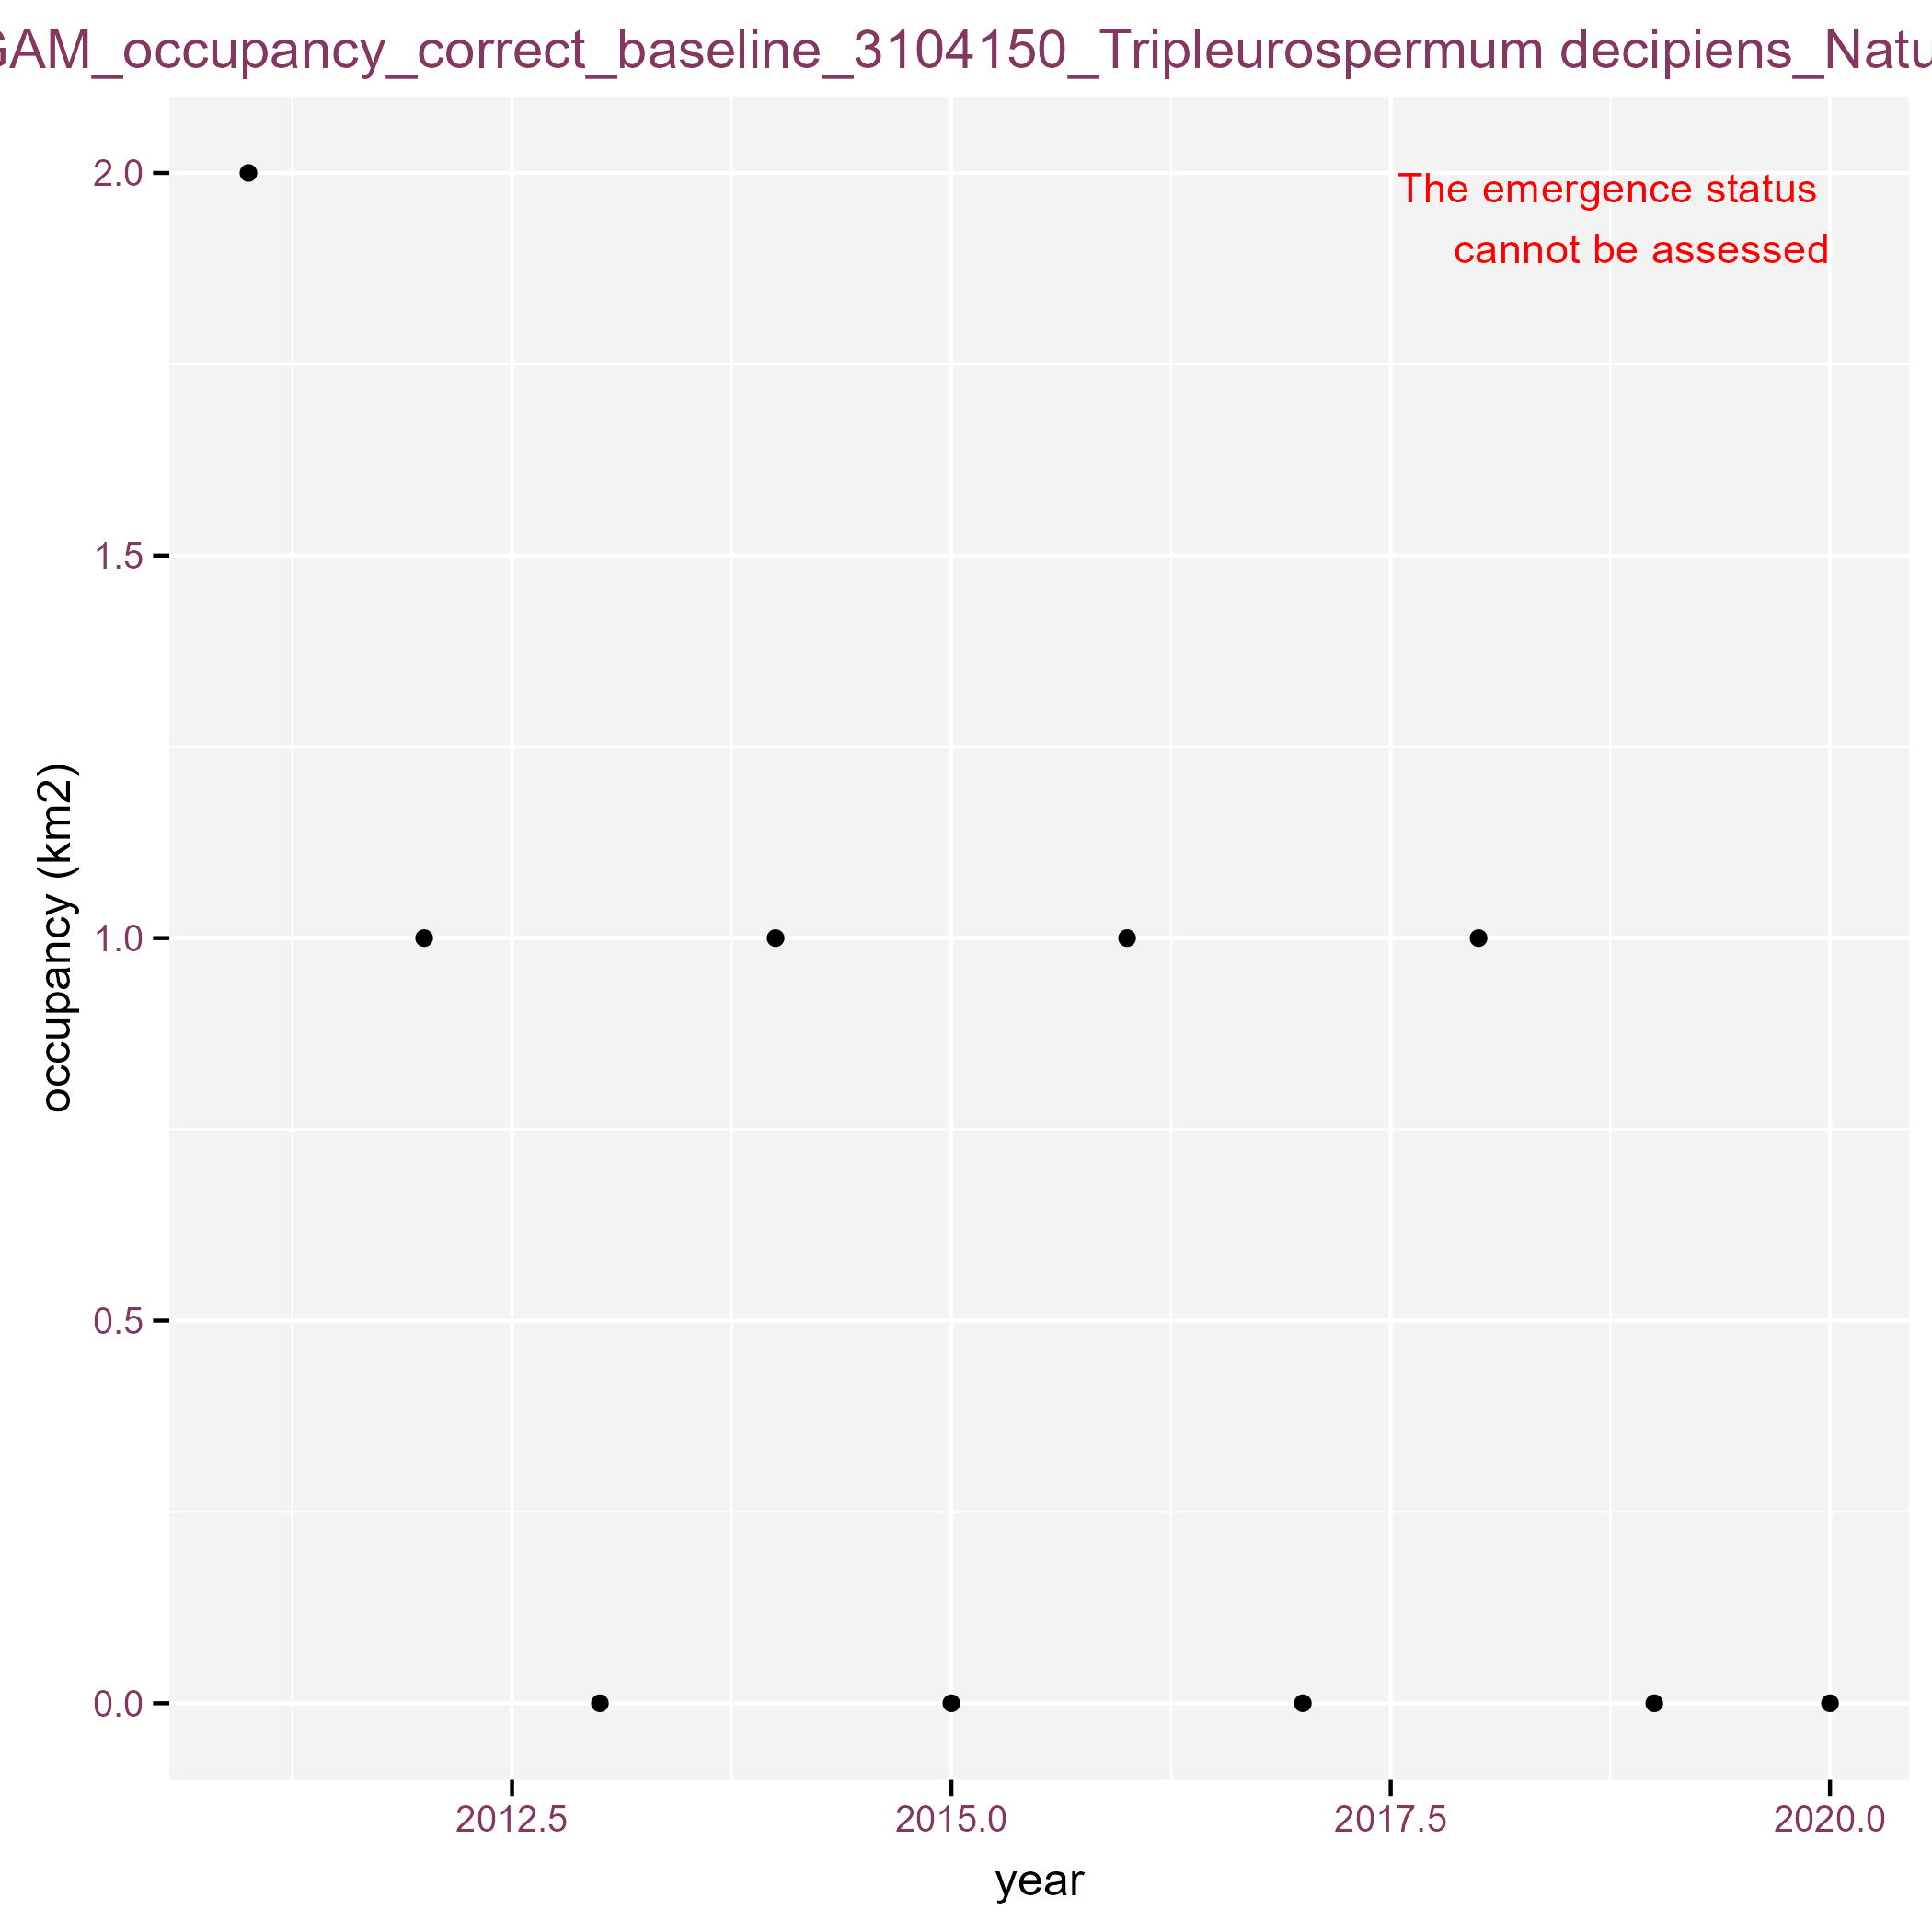 GAM_occupancy_correct_baseline_3104150_Tripleurospermum decipiens_Natu
The emergence status
cannot be assessed
2.0
1.5
1.0
0.5
0.0
occupancy (km2)
2012.5 2015.0 2017.5 2020.0
year